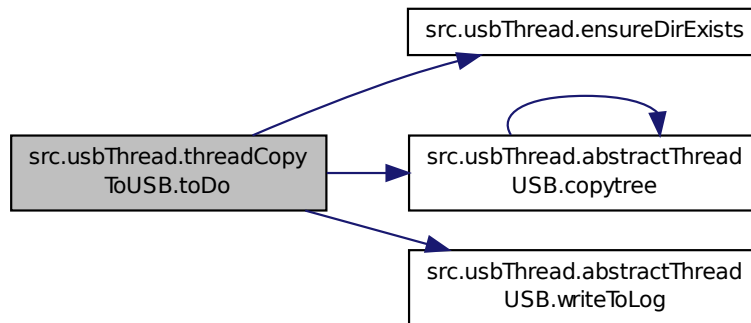 src.usbThread.ensureDirExists
src.usbThread.threadCopy
ToUSB.toDo
src.usbThread.abstractThread
USB.copytree
src.usbThread.abstractThread
USB.writeToLog